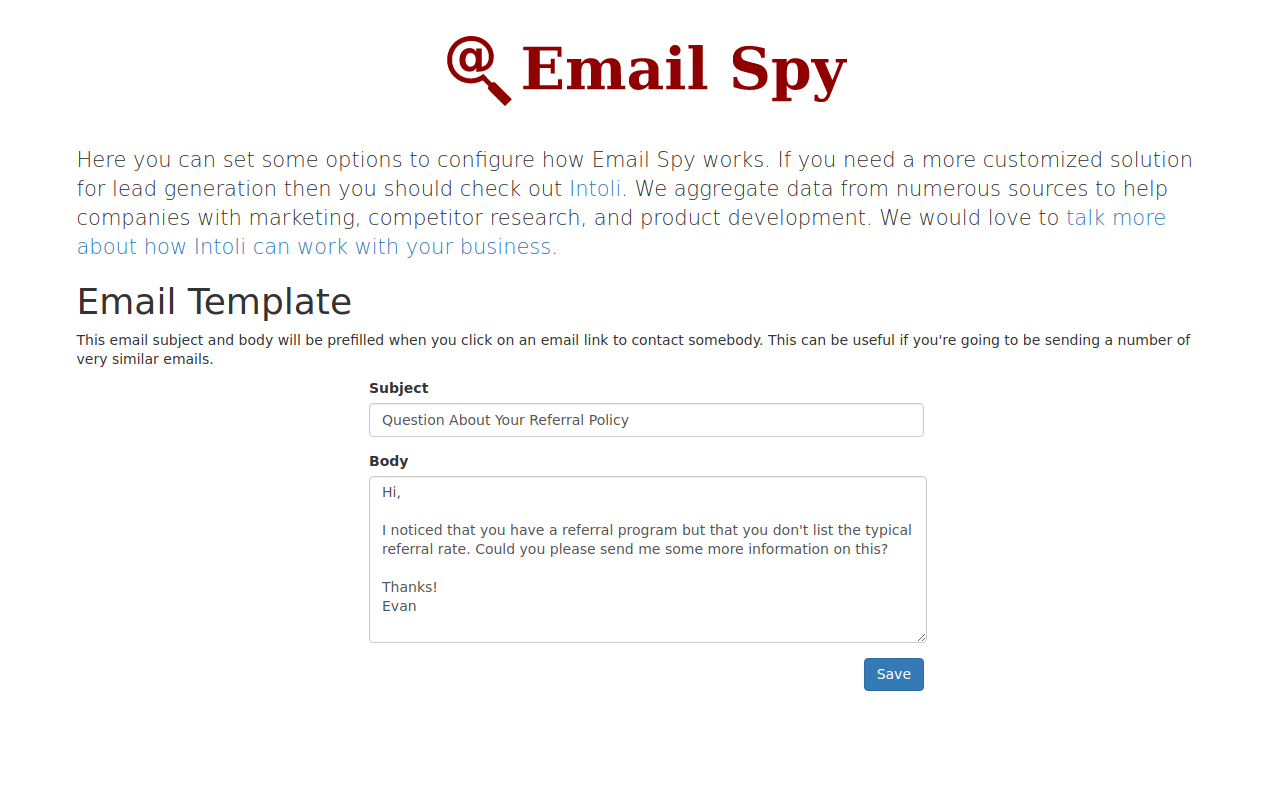 @ Email Spy
Here you can set some options to configure how Email Spy works. If you need a more customized solution
for lead generation then you should check out Intoli. We aggregate data from numerous sources to help
companies with marketing, competitor research, and product development. We would love to talk more
about how Intoli can work with your business.
Email Template
This email subject and body will be prefilled when you click on an email link to contact somebody. This can be useful if you're going to be sending a number of
very similar emails.
Subject
Question About Your Referral Policy
Body
Hi,
I noticed that you have a referral program but that you don't list the typical
referral rate. Could you please send me some more information on this?
Thanks!
Evan
Save